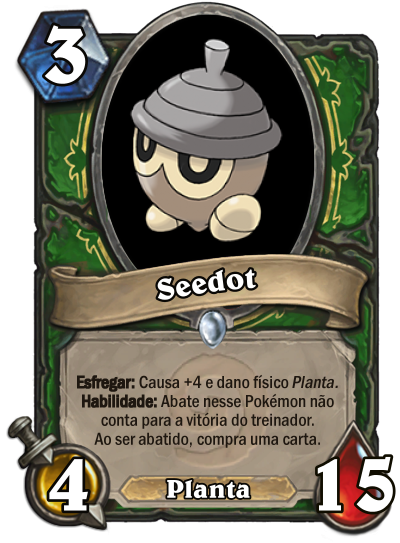 3
Seedot
Esfregar: Causa +4 e dano físico Planta.
Habilidade: Abate nesse Pokémon não
conta para a vitória do treinador.
Ao ser abatido, compra uma carta.
4
Planta
15